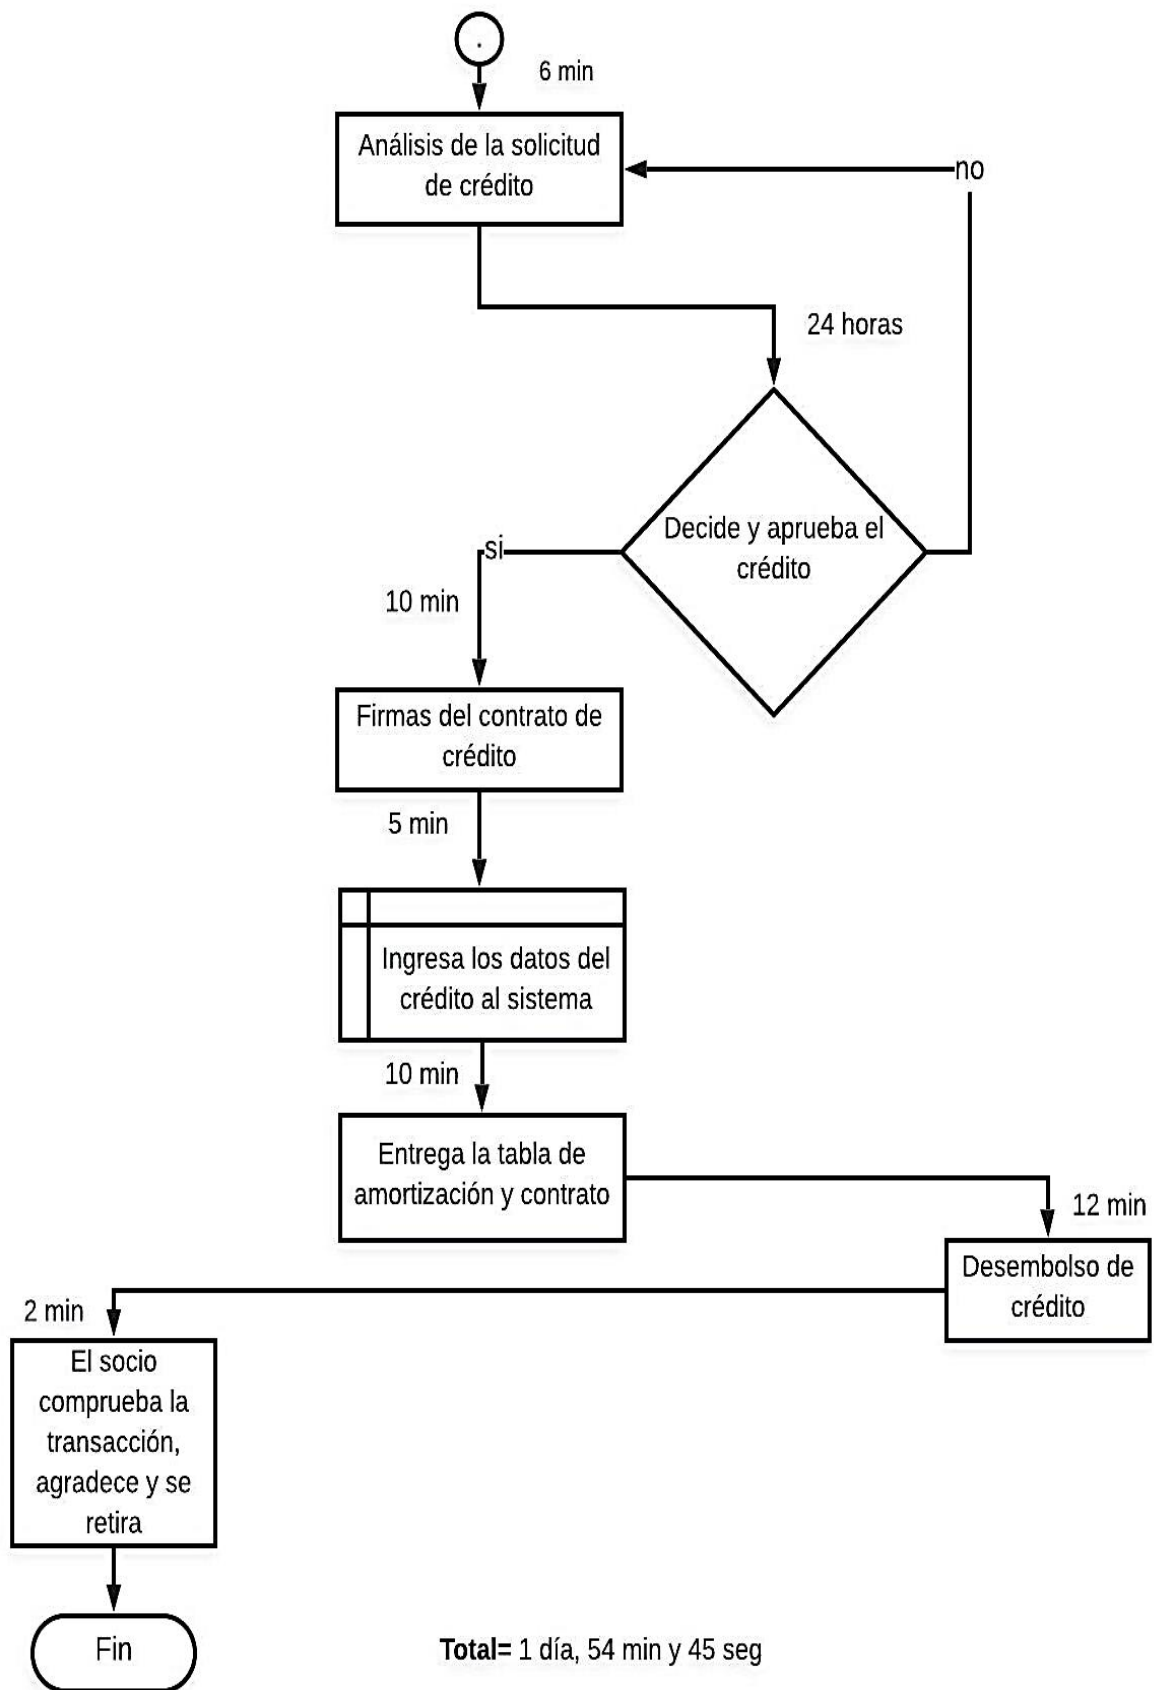 6 min
Análisis de la solicitud
de crédito
no
24 horas
Decide y aprueba el
crédito
si
10 min
Firmas del contrato de
crédito
5 min
Ingresa los datos del
crédito al sistema
10 min
Entrega la tabla de
amortización y contrato
12 min
Desembolso de
crédito
2 min
El socio
comprueba la
transacción,
agradece y se
retira
Fin
Total= 1 día, 54 min y 45 seg